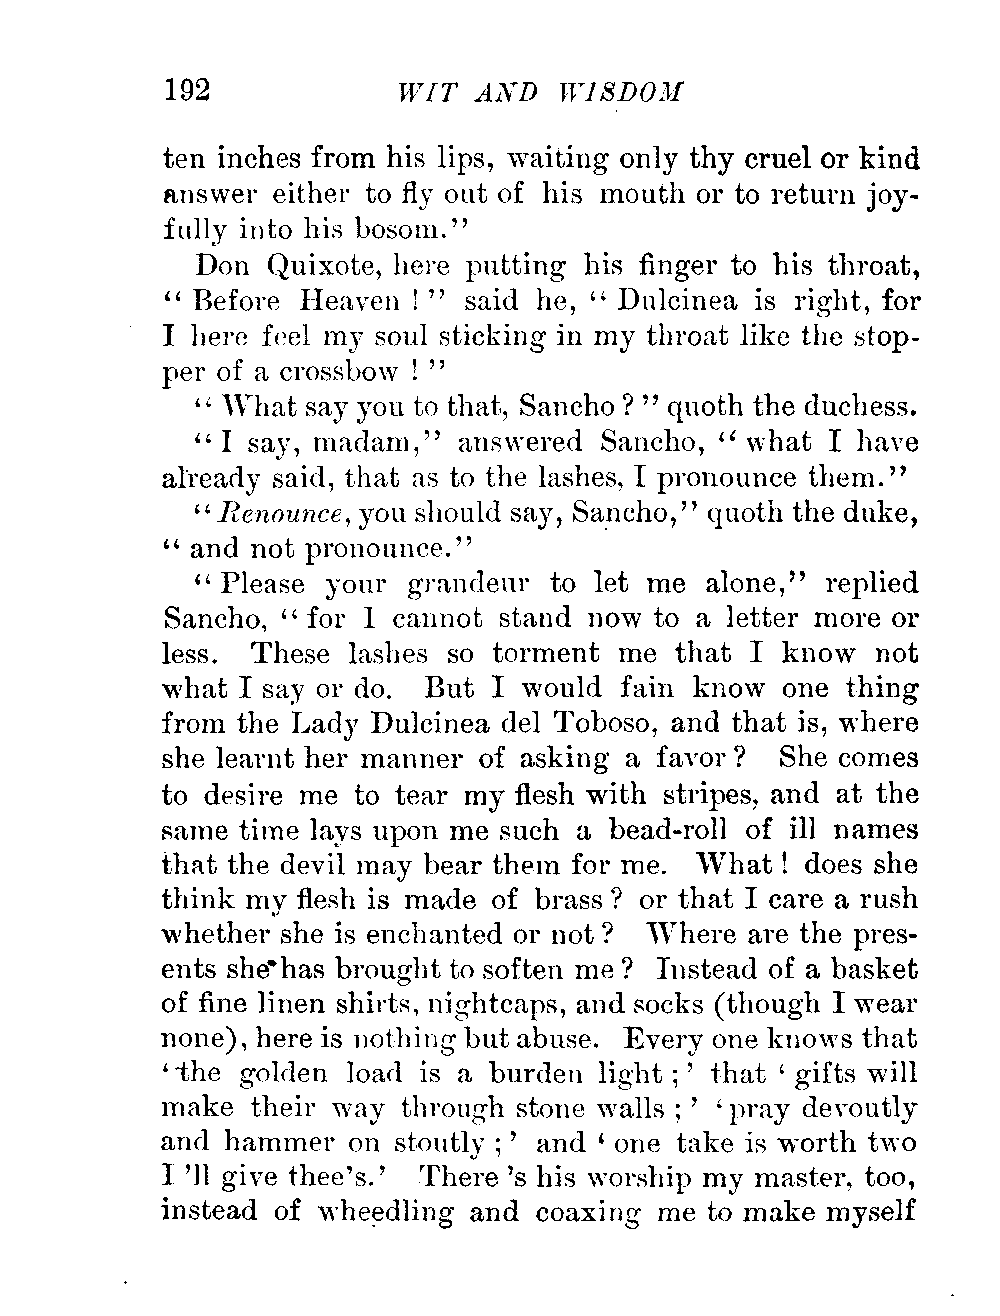 192 WIT AND WISDOM
ten inches from his lips, waiting only thy cruel or kind
answer either to fly out of his mouth or to return joy-
fully into his bosom."
Don Quixote, here putting his finger to his throat,
"Before Heaven!" said he, "Dulcinea is right, for
I here feel my soul sticking in my throat like the stop-
per of a crossbow!"
"What say you to that, Sancho?" quoth the duchess.
"I say, madam," answered Sancho, "what I have
already said, that as to the lashes, I pronounce them."
"Renounce, you should say, Sancho," quoth the duke,
"and not pronounce."
"Please your grandeur to let me alone," replied
Sancho, "for I cannot stand now to a letter more or
less. These lashes so torment me that I know not
what I say or do. But I would fain know one thing
from the Lady Dulcinea del Toboso, and that is, where
she learnt her manner of asking a favor? She comes
to desire me to tear my flesh with stripes, and at the
same time lays upon me such a bead-roll of ill names
that the devil may bear them for me. What! does she
think my flesh is made of brass? or that I care a rush
whether she is enchanted or not? Where are the pres-
ents she has brought to soften me? Instead of a basket
of fine linen shirts, nightcaps, and socks (though I wear
none), here is nothing but abuse. Every one knows that
'the golden load is a burden light;' that 'gifts will
make their way through stone walls;' 'pray devoutly
and hammer on stoutly;' and 'one take is worth two
I'll give thee's.' There's his worship my master, too,
instead of wheedling and coaxing me to make myself